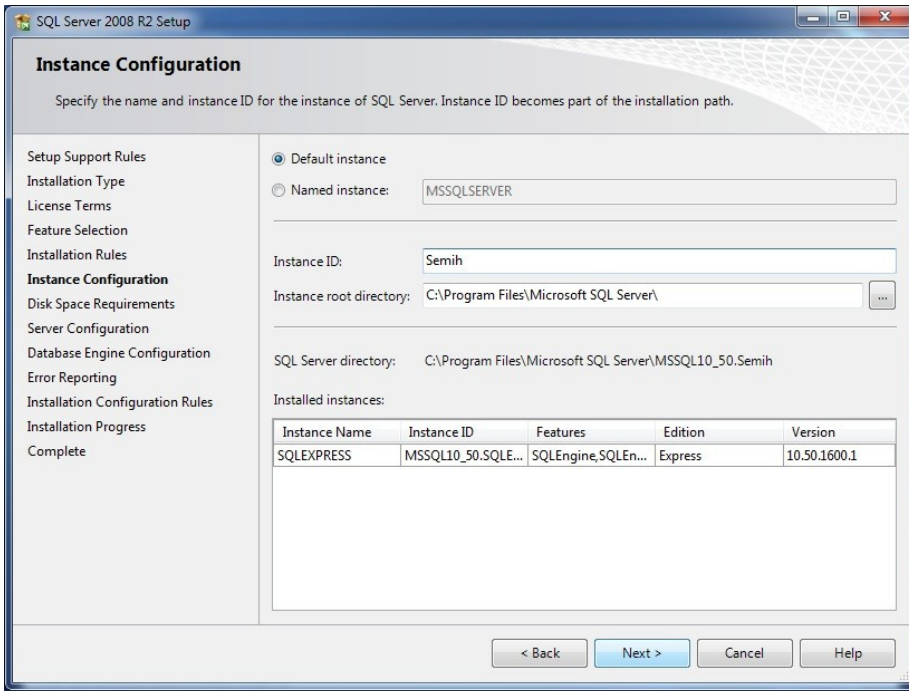 SQL Server 2008 R2 Setup
Instance Configuration
Specify the name and instance ID for the instance of SQL Server. Instance ID becomes part of the installation path.
Setup Support Rules
Installation Type
License Terms
Feature Selection
Installation Rules
Instance Configuration
Disk Space Requirements
Server Configuration
Database Engine Configuration
Error Reporting
Installation Configuration Rules
Installation Progress
Complete
Default instance
Named instance: MSSQLSERVER
Instance ID: Semih
Instance root directory: C:\Program Files\Microsoft SQL Server\ ...
SQL Server directory: C:\Program Files\Microsoft SQL Server\MSSQL10_50.Semih
Installed instances:
Instance Name Instance ID Features Edition Version
SQLEXPRESS MSSQL10_50.SQLE... SQLEngine,SQLEn... Express 10.50.1600.1
< Back Next > Cancel Help